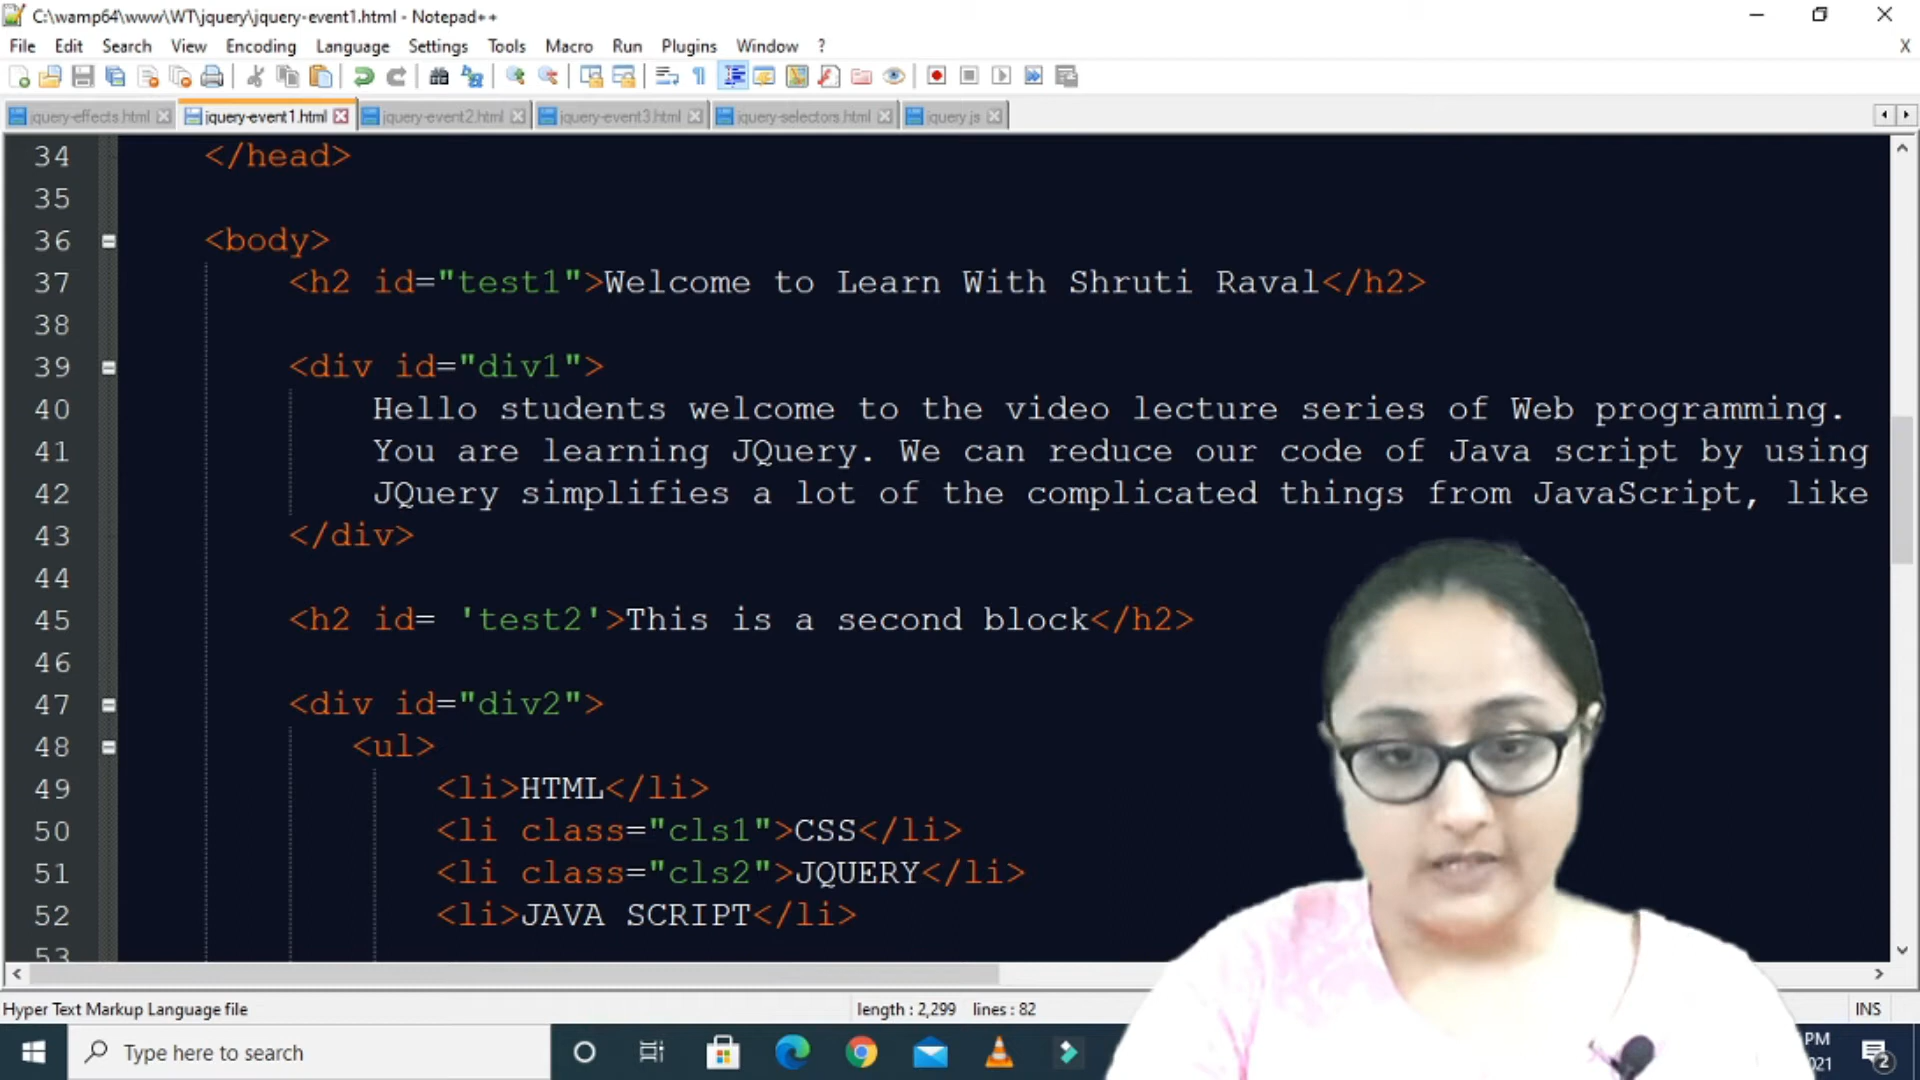 C:\wamp64\www\WT\jquery\jquery-event1.html - Notepad++
File Edit Search View Encoding Language Settings Tools Macro Run Plugins Window ? X
jquery-effects.html jquery-event1.html jquery-event2.html jquery-event3.html jquery-selectors.html jquery.js
34 </head>
35
36 <body>
37 <h2 id="test1">Welcome to Learn With Shruti Raval</h2>
38
39 <div id="div1">
40 Hello students welcome to the video lecture series of Web programming.
41 You are learning JQuery. We can reduce our code of Java script by using
42 JQuery simplifies a lot of the complicated things from JavaScript, like
43 </div>
44
45 <h2 id= 'test2'>This is a second block</h2>
46
47 <div id="div2">
48 <ul>
49 <li>HTML</li>
50 <li class="cls1">CSS</li>
51 <li class="cls2">JQUERY</li>
52 <li>JAVA SCRIPT</li>
53
Hyper Text Markup Language file length : 2,299 lines : 82 INS
Type here to search PM
021 2